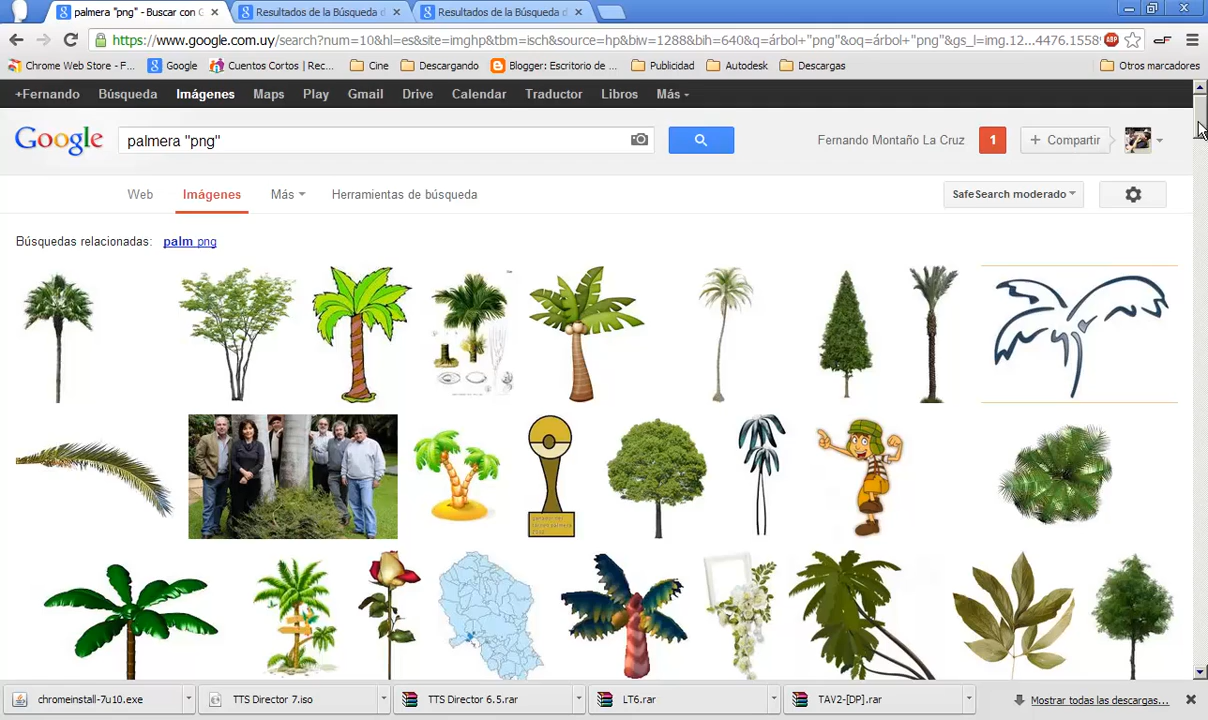 palmera "png" - Buscar con G
Resultados de la Búsqueda d
Resultados de la Búsqueda d
https://www.google.com.uy/search?num=10&hl=es&site=imghp&tbm=isch&source=hp&biw=1288&bih=640&q=árbol+"png"&oq=árbol+"png"&gs_l=img.12...4476.1558
ABP
Chrome Web Store - F...
Google
Cuentos Cortos | Rec...
Cine
Descargando
Blogger: Escritorio de ...
Publicidad
Autodesk
Descargas
Otros marcadores
+Fernando Búsqueda Imágenes Maps Play Gmail Drive Calendar Traductor Libros Más
Google
palmera "png"
Fernando Montaño La Cruz
1
+ Compartir
Web Imágenes Más Herramientas de búsqueda
SafeSearch moderado
Búsquedas relacionadas: palm png
chromeinstall-7u10.exe
TTS Director 7.iso
TTS Director 6.5.rar
LT6.rar
TAV2-[DP].rar
Mostrar todas las descargas...